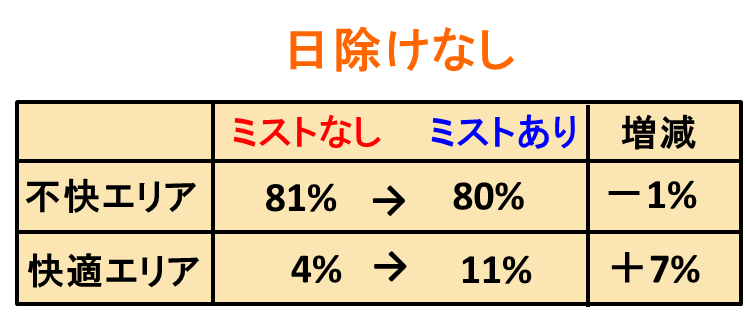 日除けなし
ミストなし ミストあり 増減
不快エリア 81% → 80% －1%
快適エリア 4% → 11% ＋7%